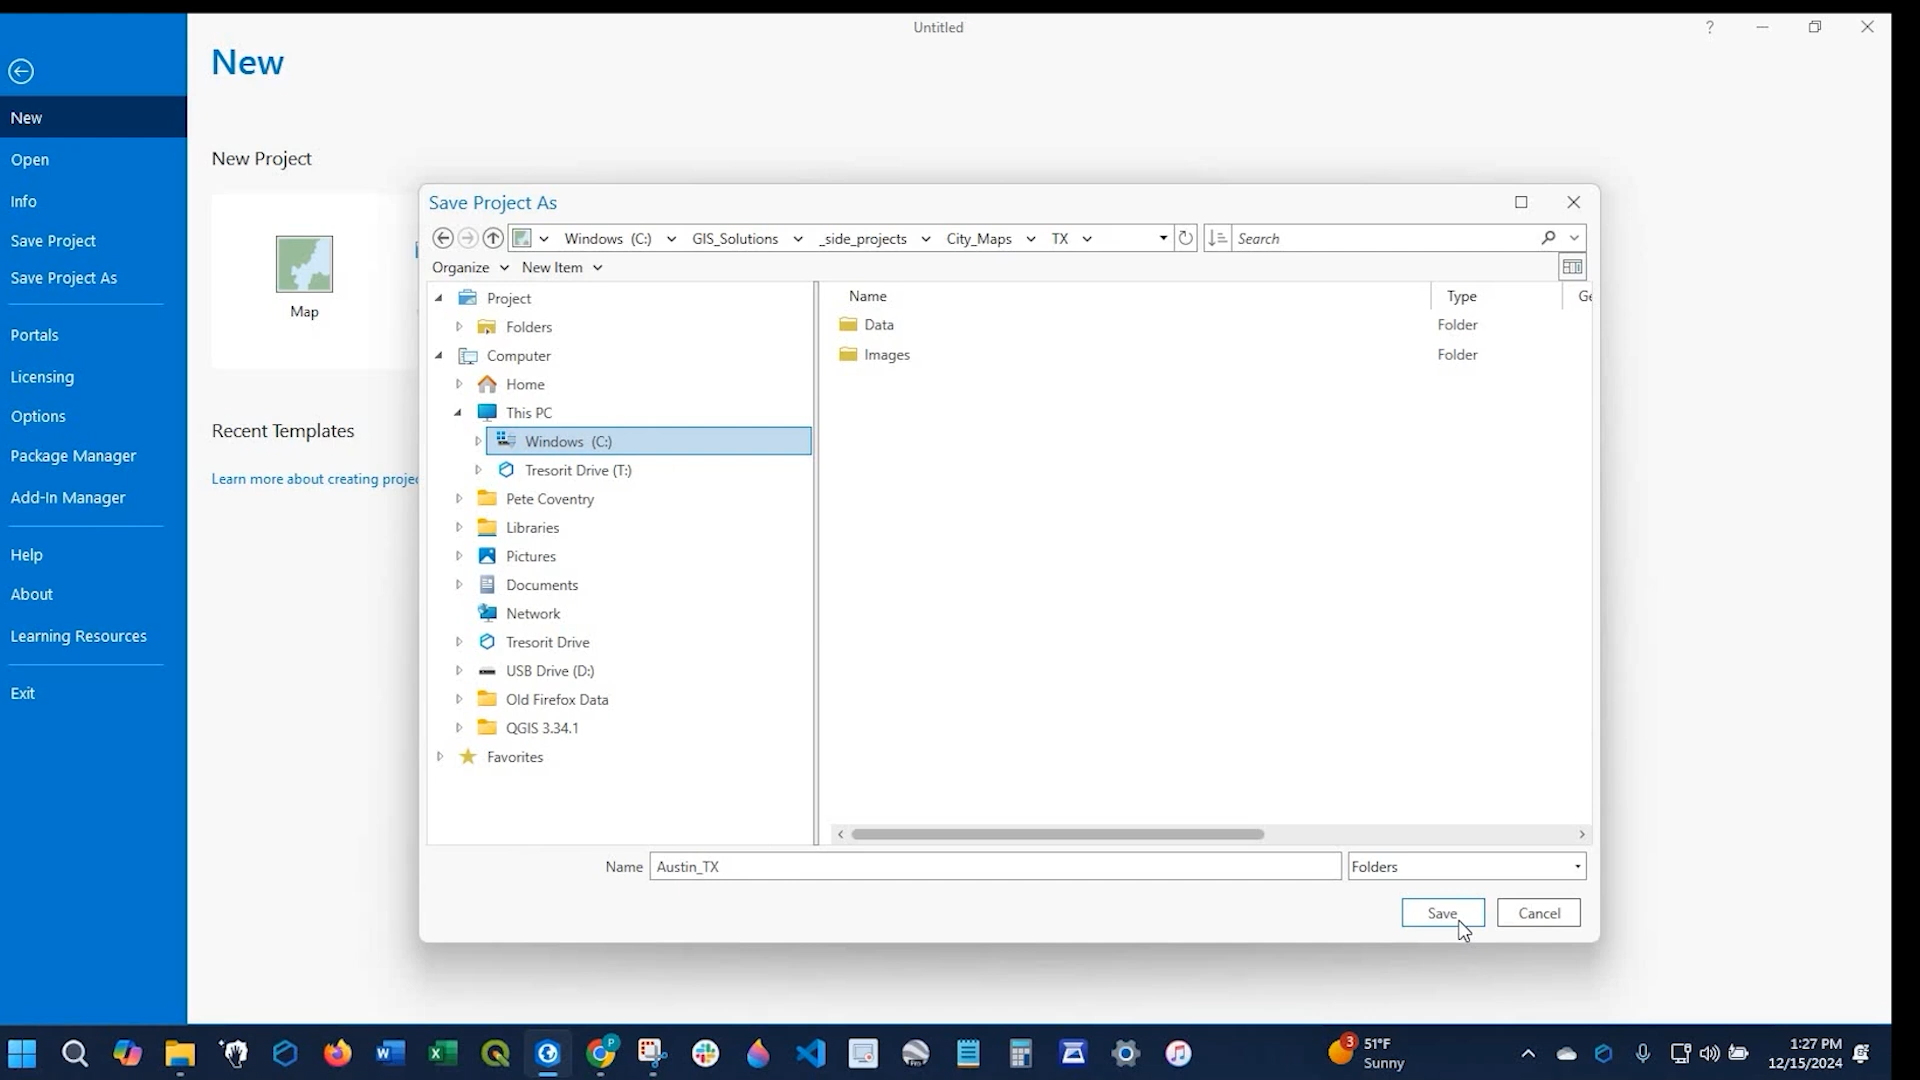 Untitled
New
New
Open
Info
Save Project
Save Project As
Portals
Licensing
Options
Package Manager
Add-In Manager
Help
About
Learning Resources
Exit
New Project
Map
Recent Templates
Learn more about creating projec
Save Project As
Windows (C:) GIS_Solutions _side_projects City_Maps TX
Search
Organize New Item
Project
Folders
Computer
Home
This PC
Windows (C:)
Tresorit Drive (T:)
Pete Coventry
Libraries
Pictures
Documents
Network
Tresorit Drive
USB Drive (D:)
Old Firefox Data
QGIS 3.34.1
Favorites
Name Type Ge
Data Folder
Images Folder
Name Austin_TX Folders
Save Cancel
3 51°F
Sunny
1:27 PM
12/15/2024